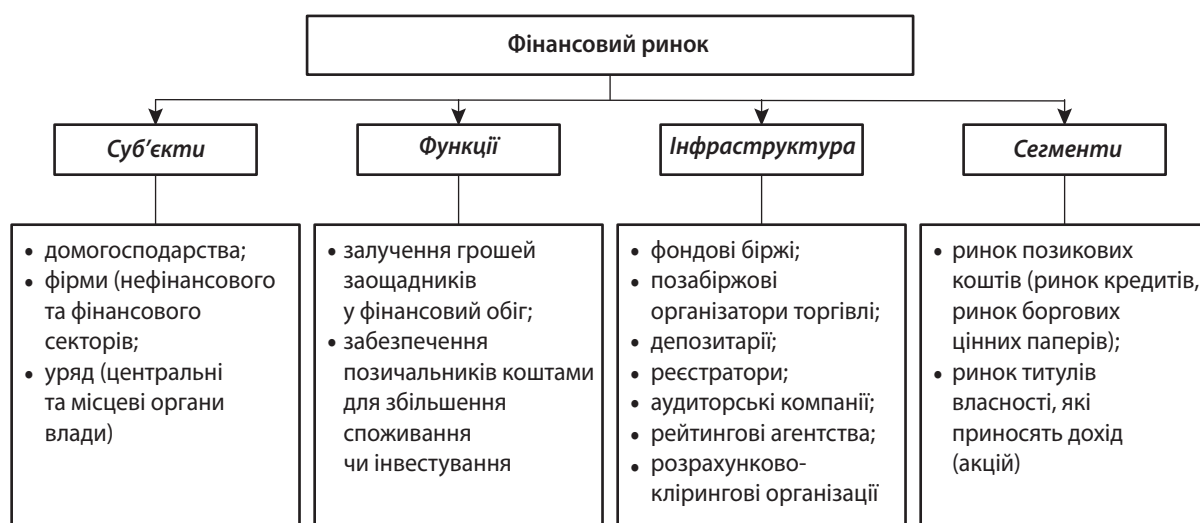 Фінансовий ринок
Суб’єкти
Функції
Інфраструктура
Сегменти
• домогосподарства;
• фірми (нефінансового
та фінансового
секторів;
• уряд (центральні
та місцеві органи
влади)
• залучення грошей
заощадників
у фінансовий обіг;
• забезпечення
позичальників коштами
для збільшення
споживання
чи інвестування
• фондові біржі;
• позабіржові
організатори торгівлі;
• депозитарії;
• реєстратори;
• аудиторські компанії;
• рейтингові агентства;
• розрахунково-
клірингові організації
• ринок позикових
коштів (ринок кредитів,
ринок боргових
цінних паперів);
• ринок титулів
власності, які
приносять дохід
(акцій)